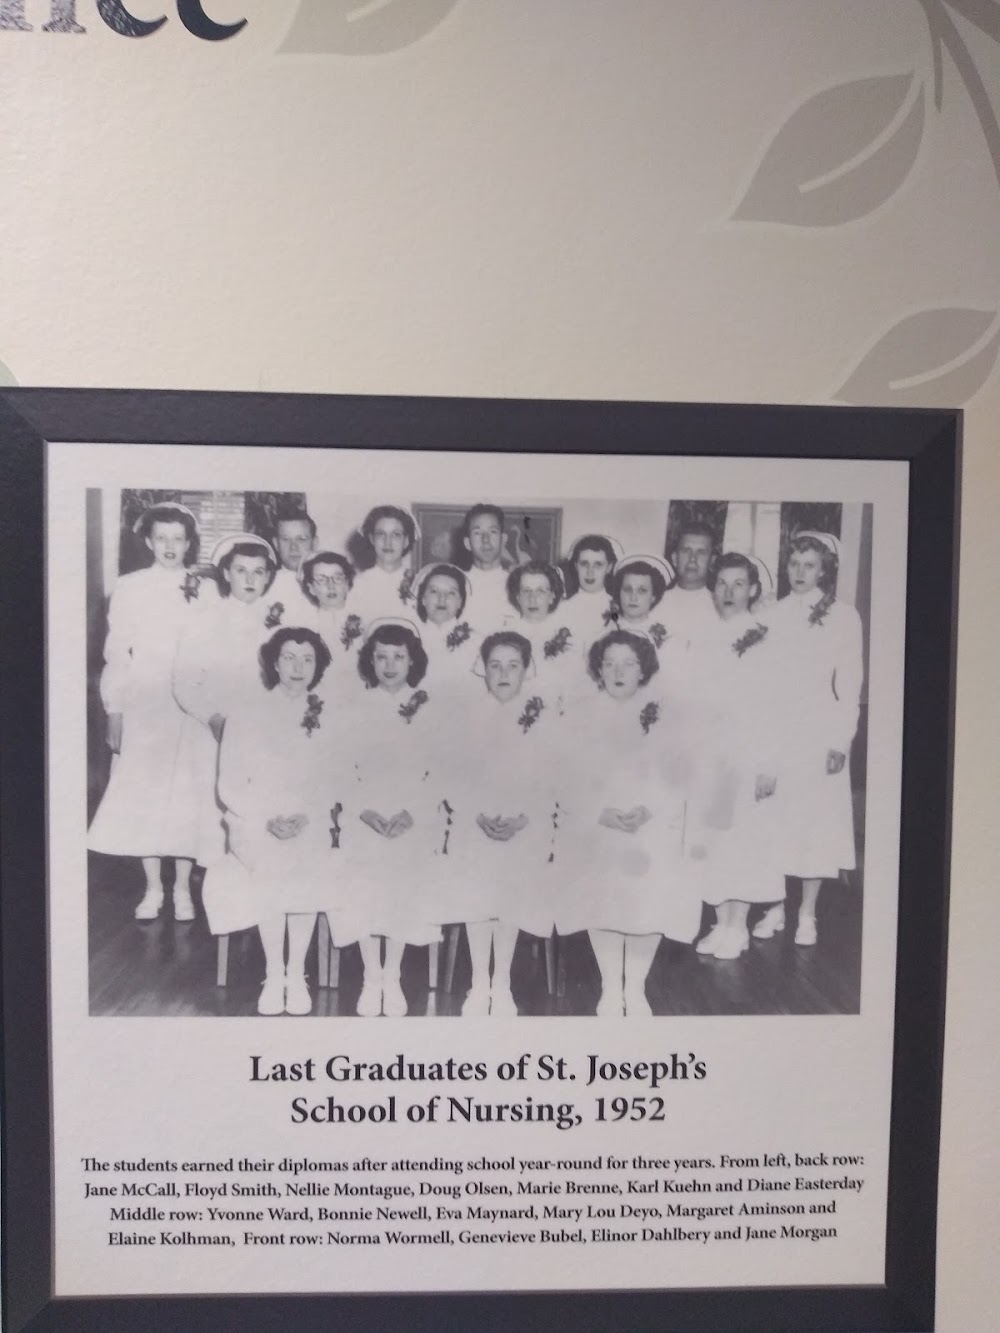 Last Graduates of St. Joseph's
School of Nursing, 1952
The students earned their diplomas after attending school year-round for three years. From left, back row:
Jane McCall, Floyd Smith, Nellie Montague, Doug Olsen, Marie Brenne, Karl Kuehn and Diane Easterday
Middle row: Yvonne Ward, Bonnie Newell, Eva Maynard, Mary Lou Deyo, Margaret Aminson and
Elaine Kolhman, Front row: Norma Wormell, Genevieve Bubel, Elinor Dahlbery and Jane Morgan